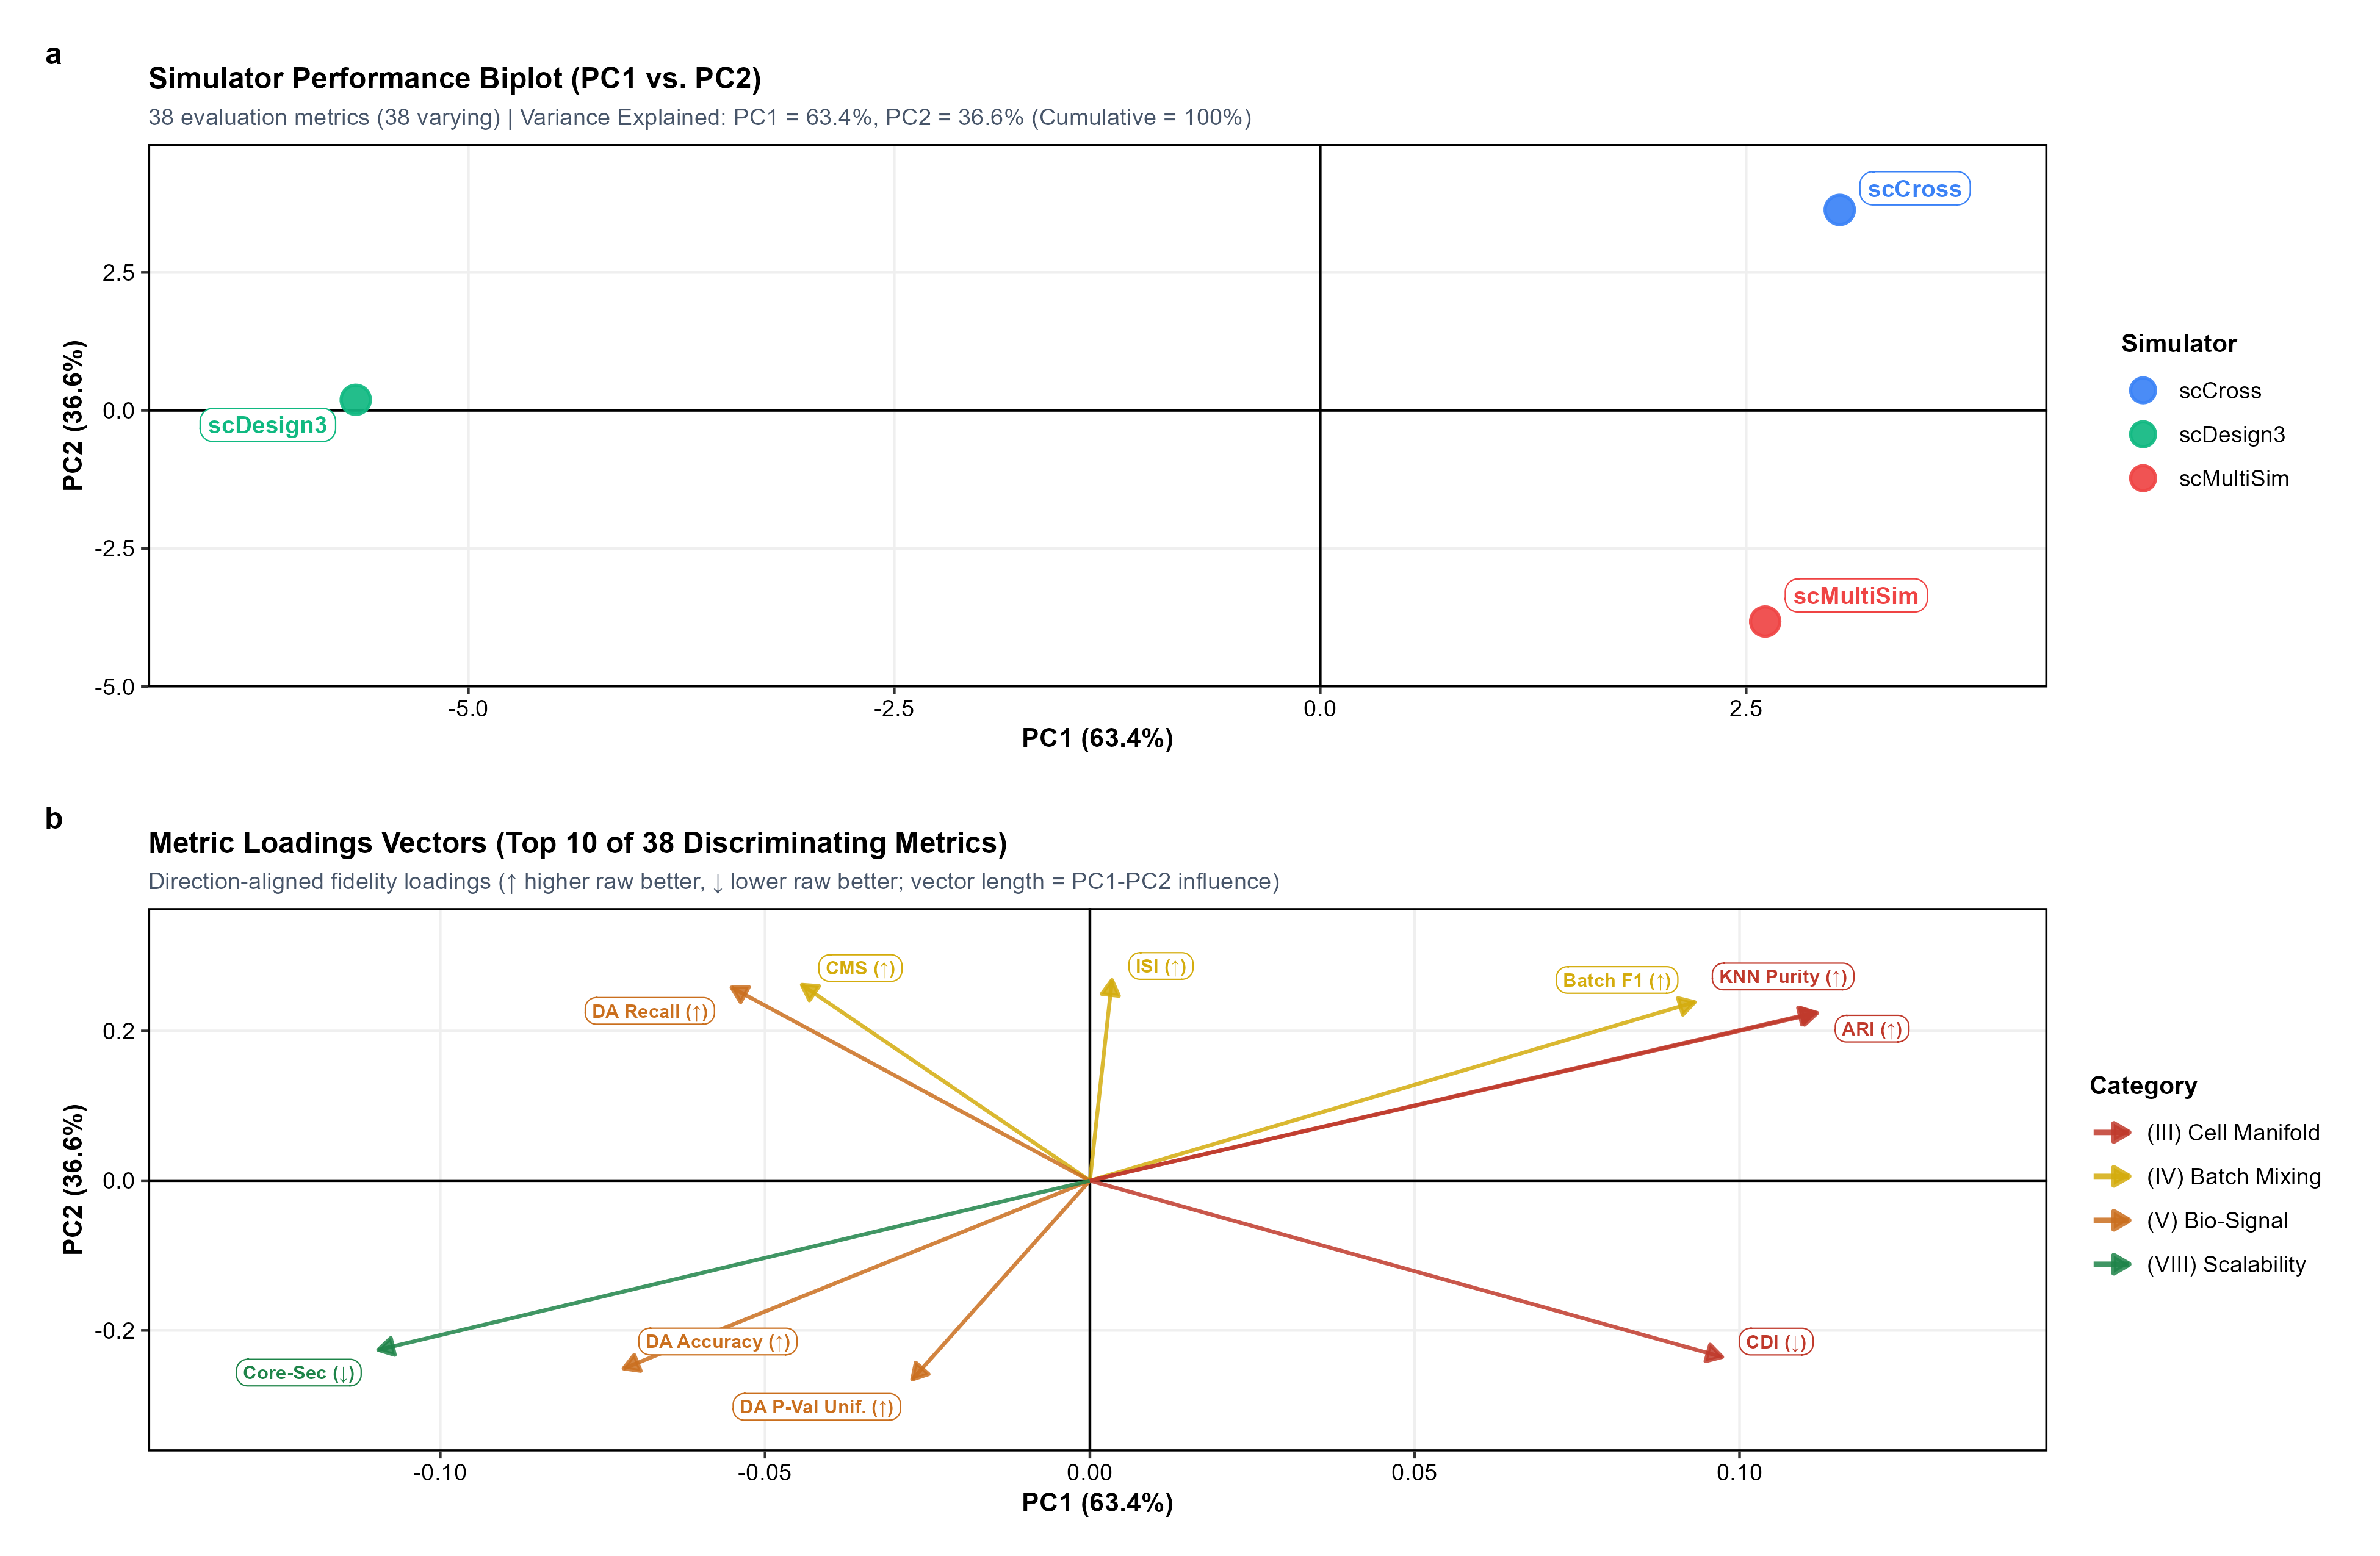 a
Simulator Performance Biplot (PC1 vs. PC2)
38 evaluation metrics (38 varying) | Variance Explained: PC1 = 63.4%, PC2 = 36.6% (Cumulative = 100%)
scCross
scDesign3
scMultiSim
2.5
0.0
-2.5
-5.0
PC2 (36.6%)
-5.0
-2.5
0.0
2.5
PC1 (63.4%)
Simulator
scCross
scDesign3
scMultiSim
b
Metric Loadings Vectors (Top 10 of 38 Discriminating Metrics)
Direction-aligned fidelity loadings (↑ higher raw better, ↓ lower raw better; vector length = PC1-PC2 influence)
CMS (↑)
ISI (↑)
Batch F1 (↑)
KNN Purity (↑)
DA Recall (↑)
ARI (↑)
DA Accuracy (↑)
CDI (↓)
Core-Sec (↓)
DA P-Val Unif. (↑)
0.2
0.0
-0.2
PC2 (36.6%)
-0.10
-0.05
0.00
0.05
0.10
PC1 (63.4%)
Category
(III) Cell Manifold
(IV) Batch Mixing
(V) Bio-Signal
(VIII) Scalability